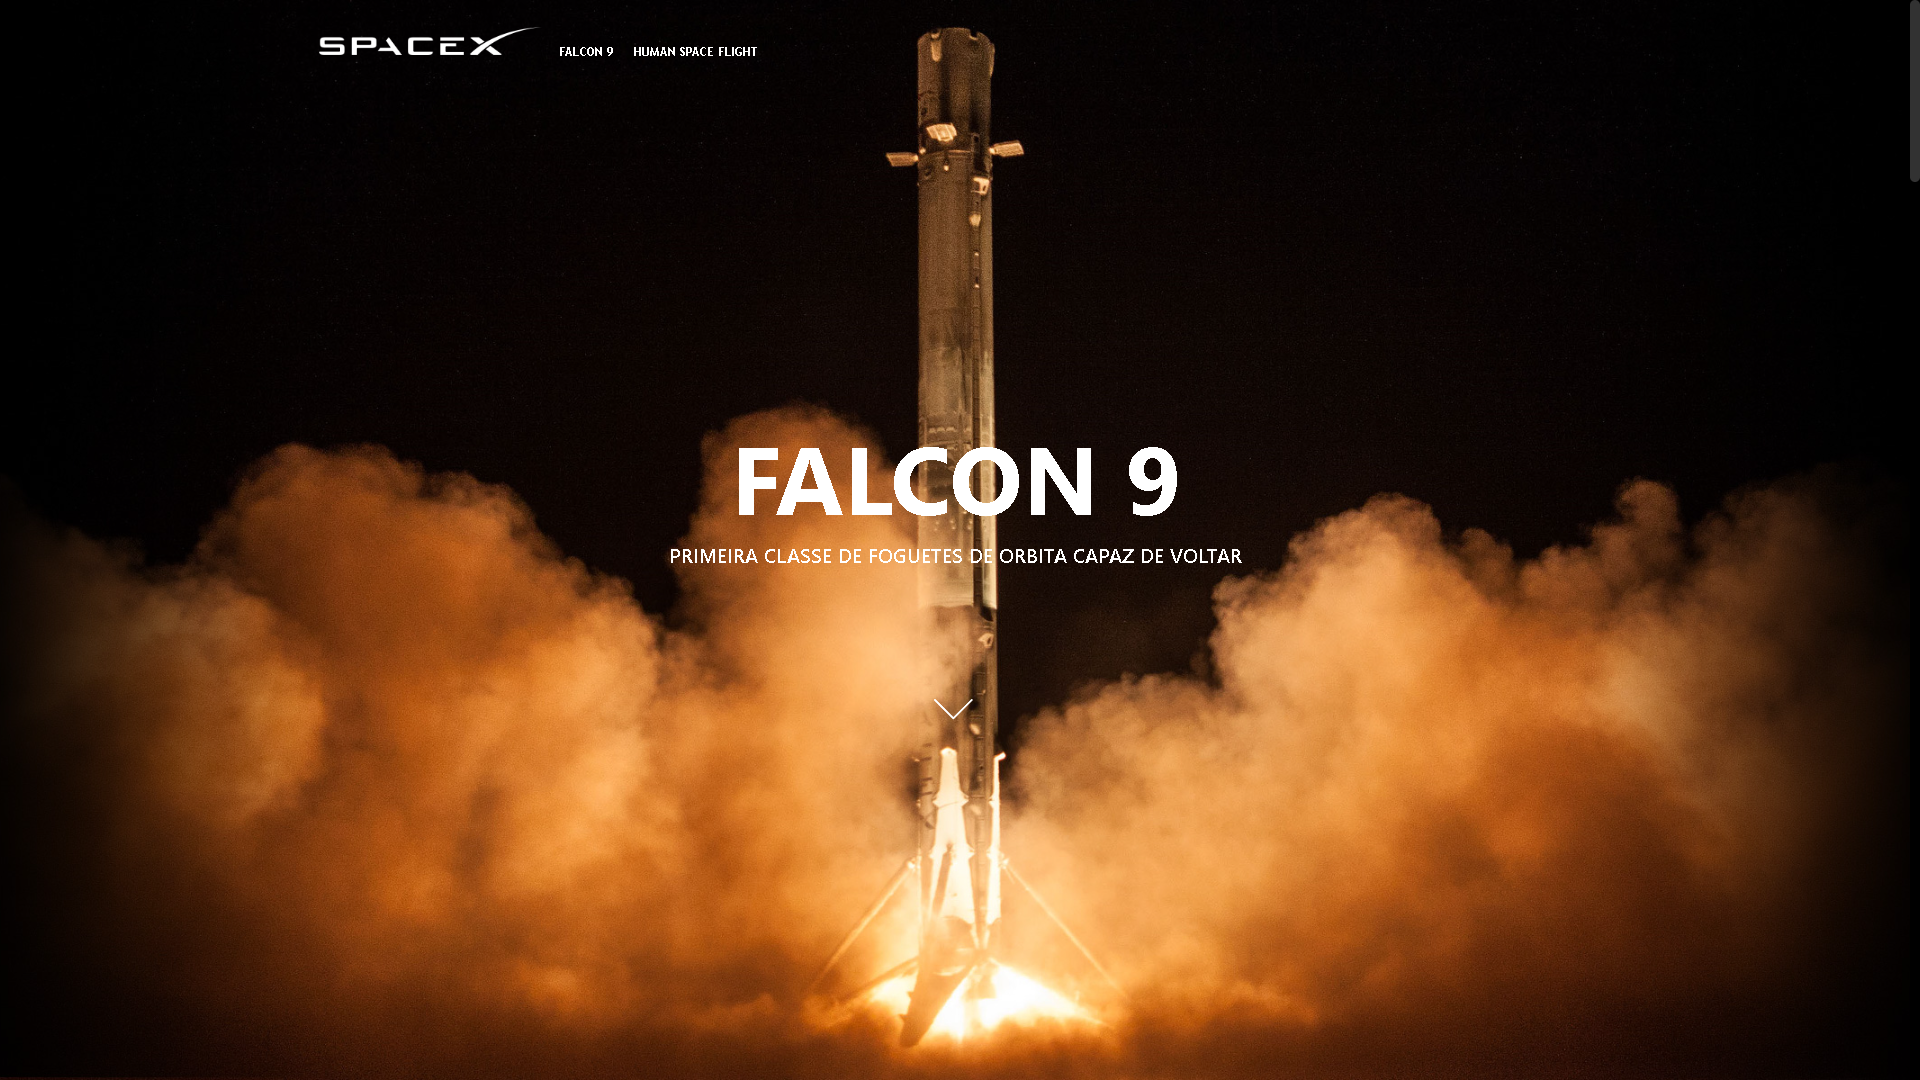 SPACEX
FALCON 9 HUMAN SPACE FLIGHT
FALCON 9
PRIMEIRA CLASSE DE FOGUETES DE ORBITA CAPAZ DE VOLTAR